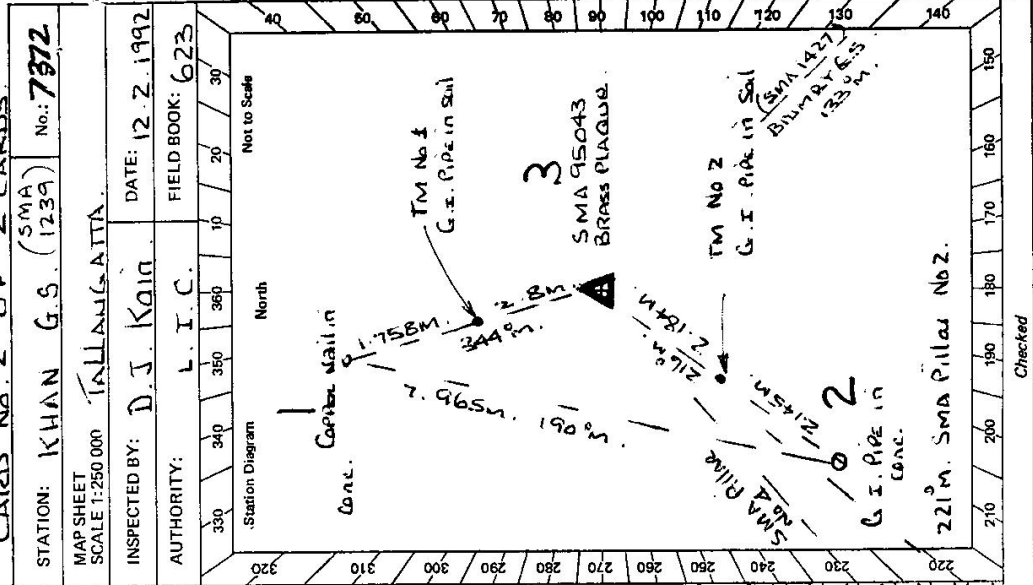 CARDS No. 2 OF 2 CARDS.
STATION: KHAN G.S. (SMA 1239)
No.: 7372
MAP SHEET
SCALE 1:250 000 TALLANGATTA.
INSPECTED BY: D.J. Kain.
DATE: 12.2.1992
AUTHORITY: L.I.C.
FIELD BOOK: 623
330 340 350 360 10 20 30
Station Diagram
North
Not to Scale
320 310 300 290 280 270 260 250 240 230 220
40 50 60 70 80 90 100 110 120 130 140
1
Copper Nail in
Conc.
TM No 1
G.I. Pipe in soil
1.758m.
2.8m
344°m.
7.965m. 190°m.
3
SMA 95043
BRASS PLAQUE.
2.184m
216°m.
2.145m
TM No 2
G.I. pipe in Soil
(SMA 1427)
G.S
133°m.
SMA Pillar
No 1
2
G.I. PIPE in
Conc.
221°m. SMA Pillar No 2.
210 200 190 180 170 160 150
Checked